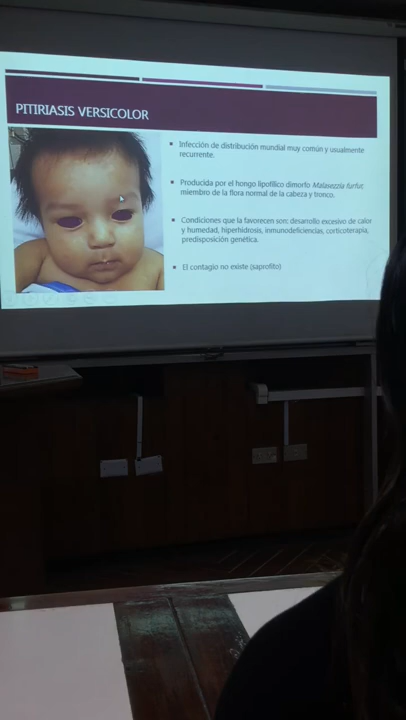 PITIRIASIS VERSICOLOR
Infección de distribución mundial muy común y usualmente
recurrente.
Producida por el hongo lipofílico dimorfo Malassezia furfur,
miembro de la flora normal de la cabeza y tronco.
Condiciones que la favorecen son: desarrollo excesivo de calor
y humedad, hiperhidrosis, inmunodeficiencias, corticoterapia,
predisposición genética.
El contagio no existe (saprofito)